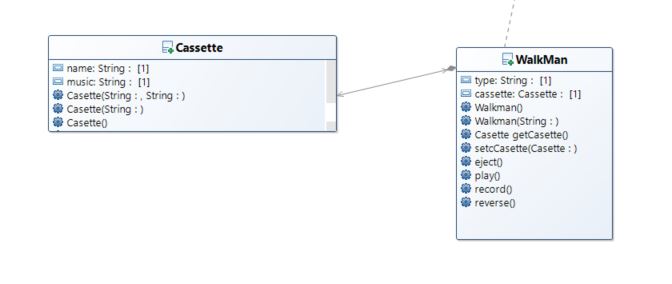 Cassette
name: String : [1]
music: String : [1]
Casette(String : , String : )
Casette(String : )
Casette()
WalkMan
type: String : [1]
cassette: Cassette : [1]
Walkman()
Walkman(String : )
Casette getCasette()
setcCasette(Casette : )
eject()
play()
record()
reverse()